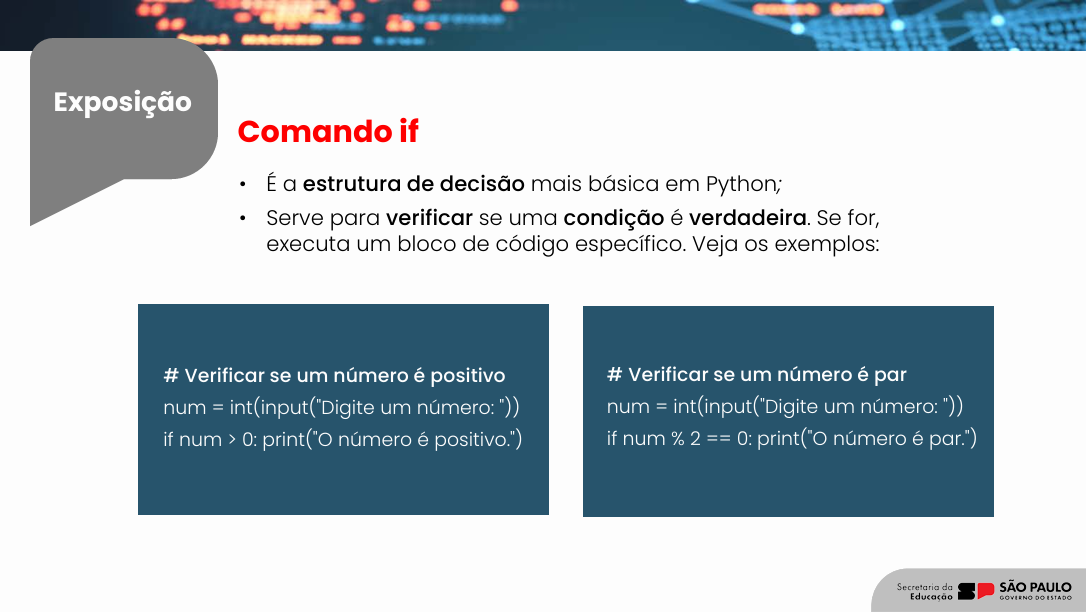 Exposição
Comando if
• É a estrutura de decisão mais básica em Python;
• Serve para verificar se uma condição é verdadeira. Se for,
executa um bloco de código específico. Veja os exemplos:
# Verificar se um número é positivo
num = int(input("Digite um número: "))
if num > 0: print("O número é positivo.")
# Verificar se um número é par
num = int(input("Digite um número: "))
if num % 2 == 0: print("O número é par.")
Secretaria da
Educação
SÃO PAULO
GOVERNO DO ESTADO